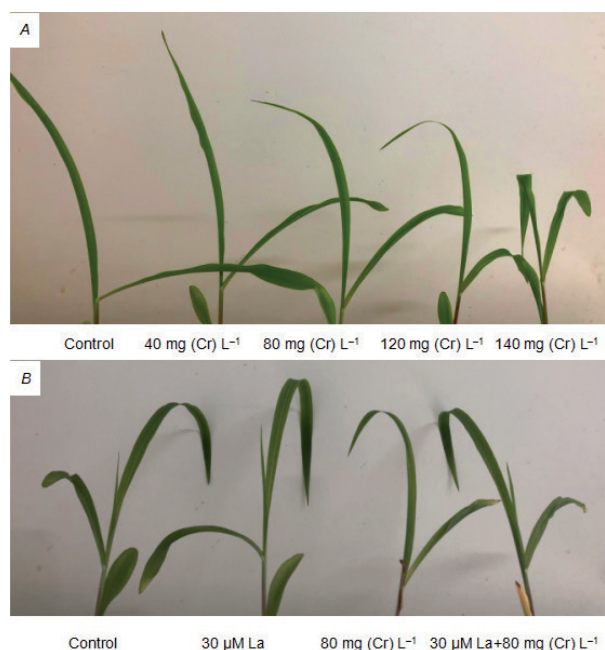 A
Control 40 mg (Cr) L⁻¹ 80 mg (Cr) L⁻¹ 120 mg (Cr) L⁻¹ 140 mg (Cr) L⁻¹
B
Control 30 µM La 80 mg (Cr) L⁻¹ 30 µM La+80 mg (Cr) L⁻¹